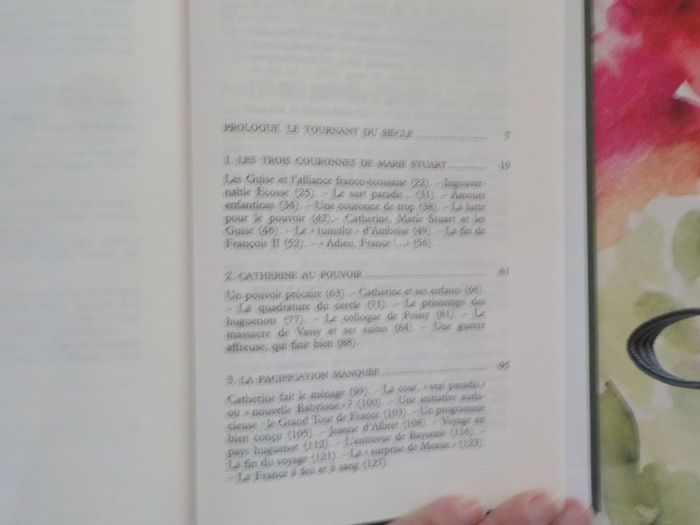 PROLOGUE LE TOURNANT DU SIÈCLE .................... 7
1. LES TROIS COURONNES DE MARIE STUART ........... 19
Les Guise et l'alliance franco-écossaise (22). – Ingouver-
nable Écosse (25). – Le vert paradis... (31). – Amours
enfantines (34). – Une couronne de trop (38). – La lutte
pour le pouvoir (42). – Catherine, Marie Stuart et les
Guise (46). – Le « tumulte » d'Amboise (49). – La fin de
François II (52). – « Adieu, France !... » (56).
2. CATHERINE AU POUVOIR .............................. 61
Un pouvoir précaire (63). – Catherine et ses enfants (66).
– La quadrature du cercle (71). – Le printemps des
huguenots (77). – Le colloque de Poissy (81). – Le
massacre de Vassy et ses suites (84). – Une guerre
affreuse, qui finit bien (88).
3. LA PACIFICATION MANQUÉE ........................... 95
Catherine fait le ménage (99). – La cour, « vrai paradis »
ou « nouvelle Babylone » ? (100). – Une initiative auda-
cieuse : le Grand Tour de France (103). – Un programme
bien conçu (105). – Jeanne d'Albret (108). – Voyage en
pays huguenot (112). – L'entrevue de Bayonne (116). –
La fin du voyage (121). – La « surprise de Meaux » (123).
– La France à feu et à sang (127).